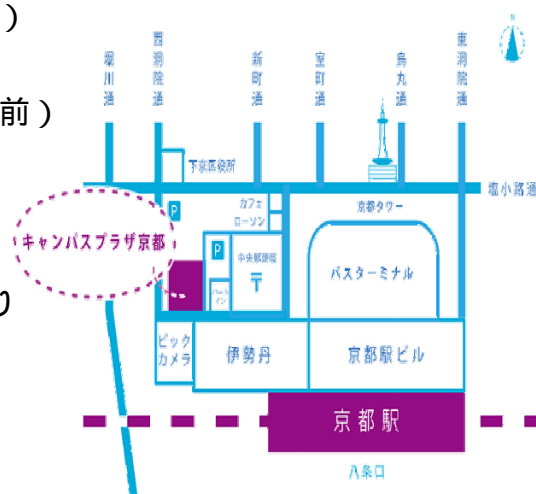 ）
前）
り
N
堀川通
西洞院通
新町通
室町通
烏丸通
東洞院通
下京区役所
塩小路通
P
カフェ
ローソン
京都タワー
キャンパスプラザ京都
P
中央郵便局
〒
バスターミナル
ビック
カメラ
伊勢丹
京都駅ビル
京都駅
八条口